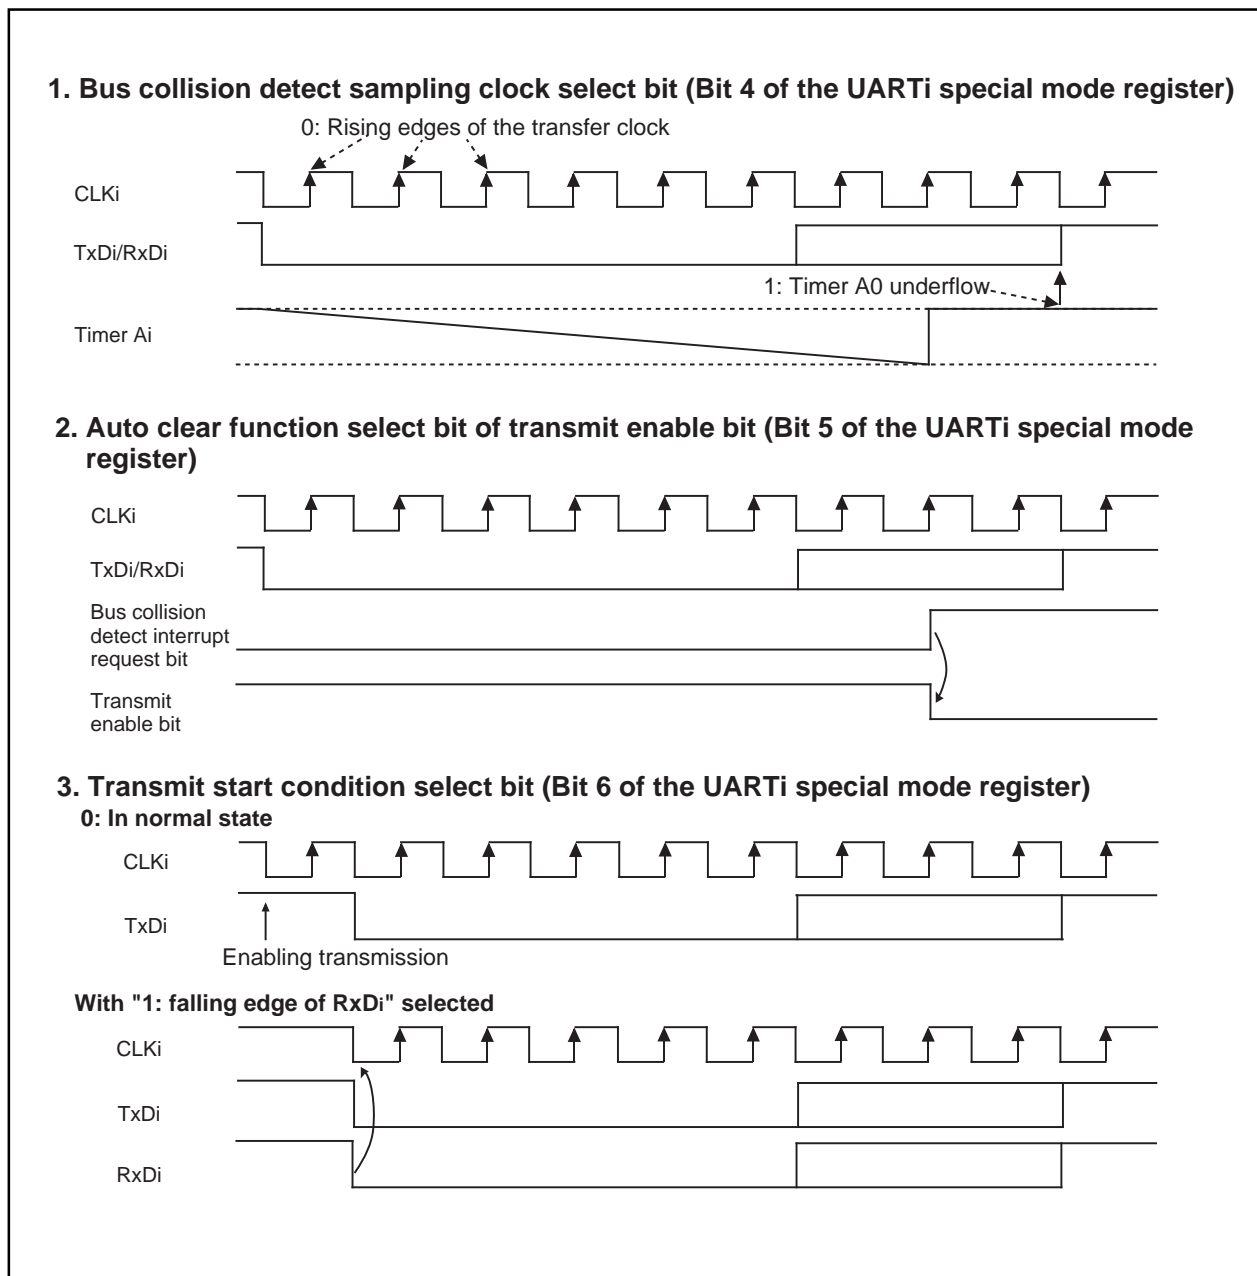 1. Bus collision detect sampling clock select bit (Bit 4 of the UARTi special mode register)
0: Rising edges of the transfer clock
CLKi
TxDi/RxDi
1: Timer A0 underflow
Timer Ai
2. Auto clear function select bit of transmit enable bit (Bit 5 of the UARTi special mode
register)
CLKi
TxDi/RxDi
Bus collision
detect interrupt
request bit
Transmit
enable bit
3. Transmit start condition select bit (Bit 6 of the UARTi special mode register)
0: In normal state
CLKi
TxDi
Enabling transmission
With "1: falling edge of RxDi" selected
CLKi
TxDi
RxDi